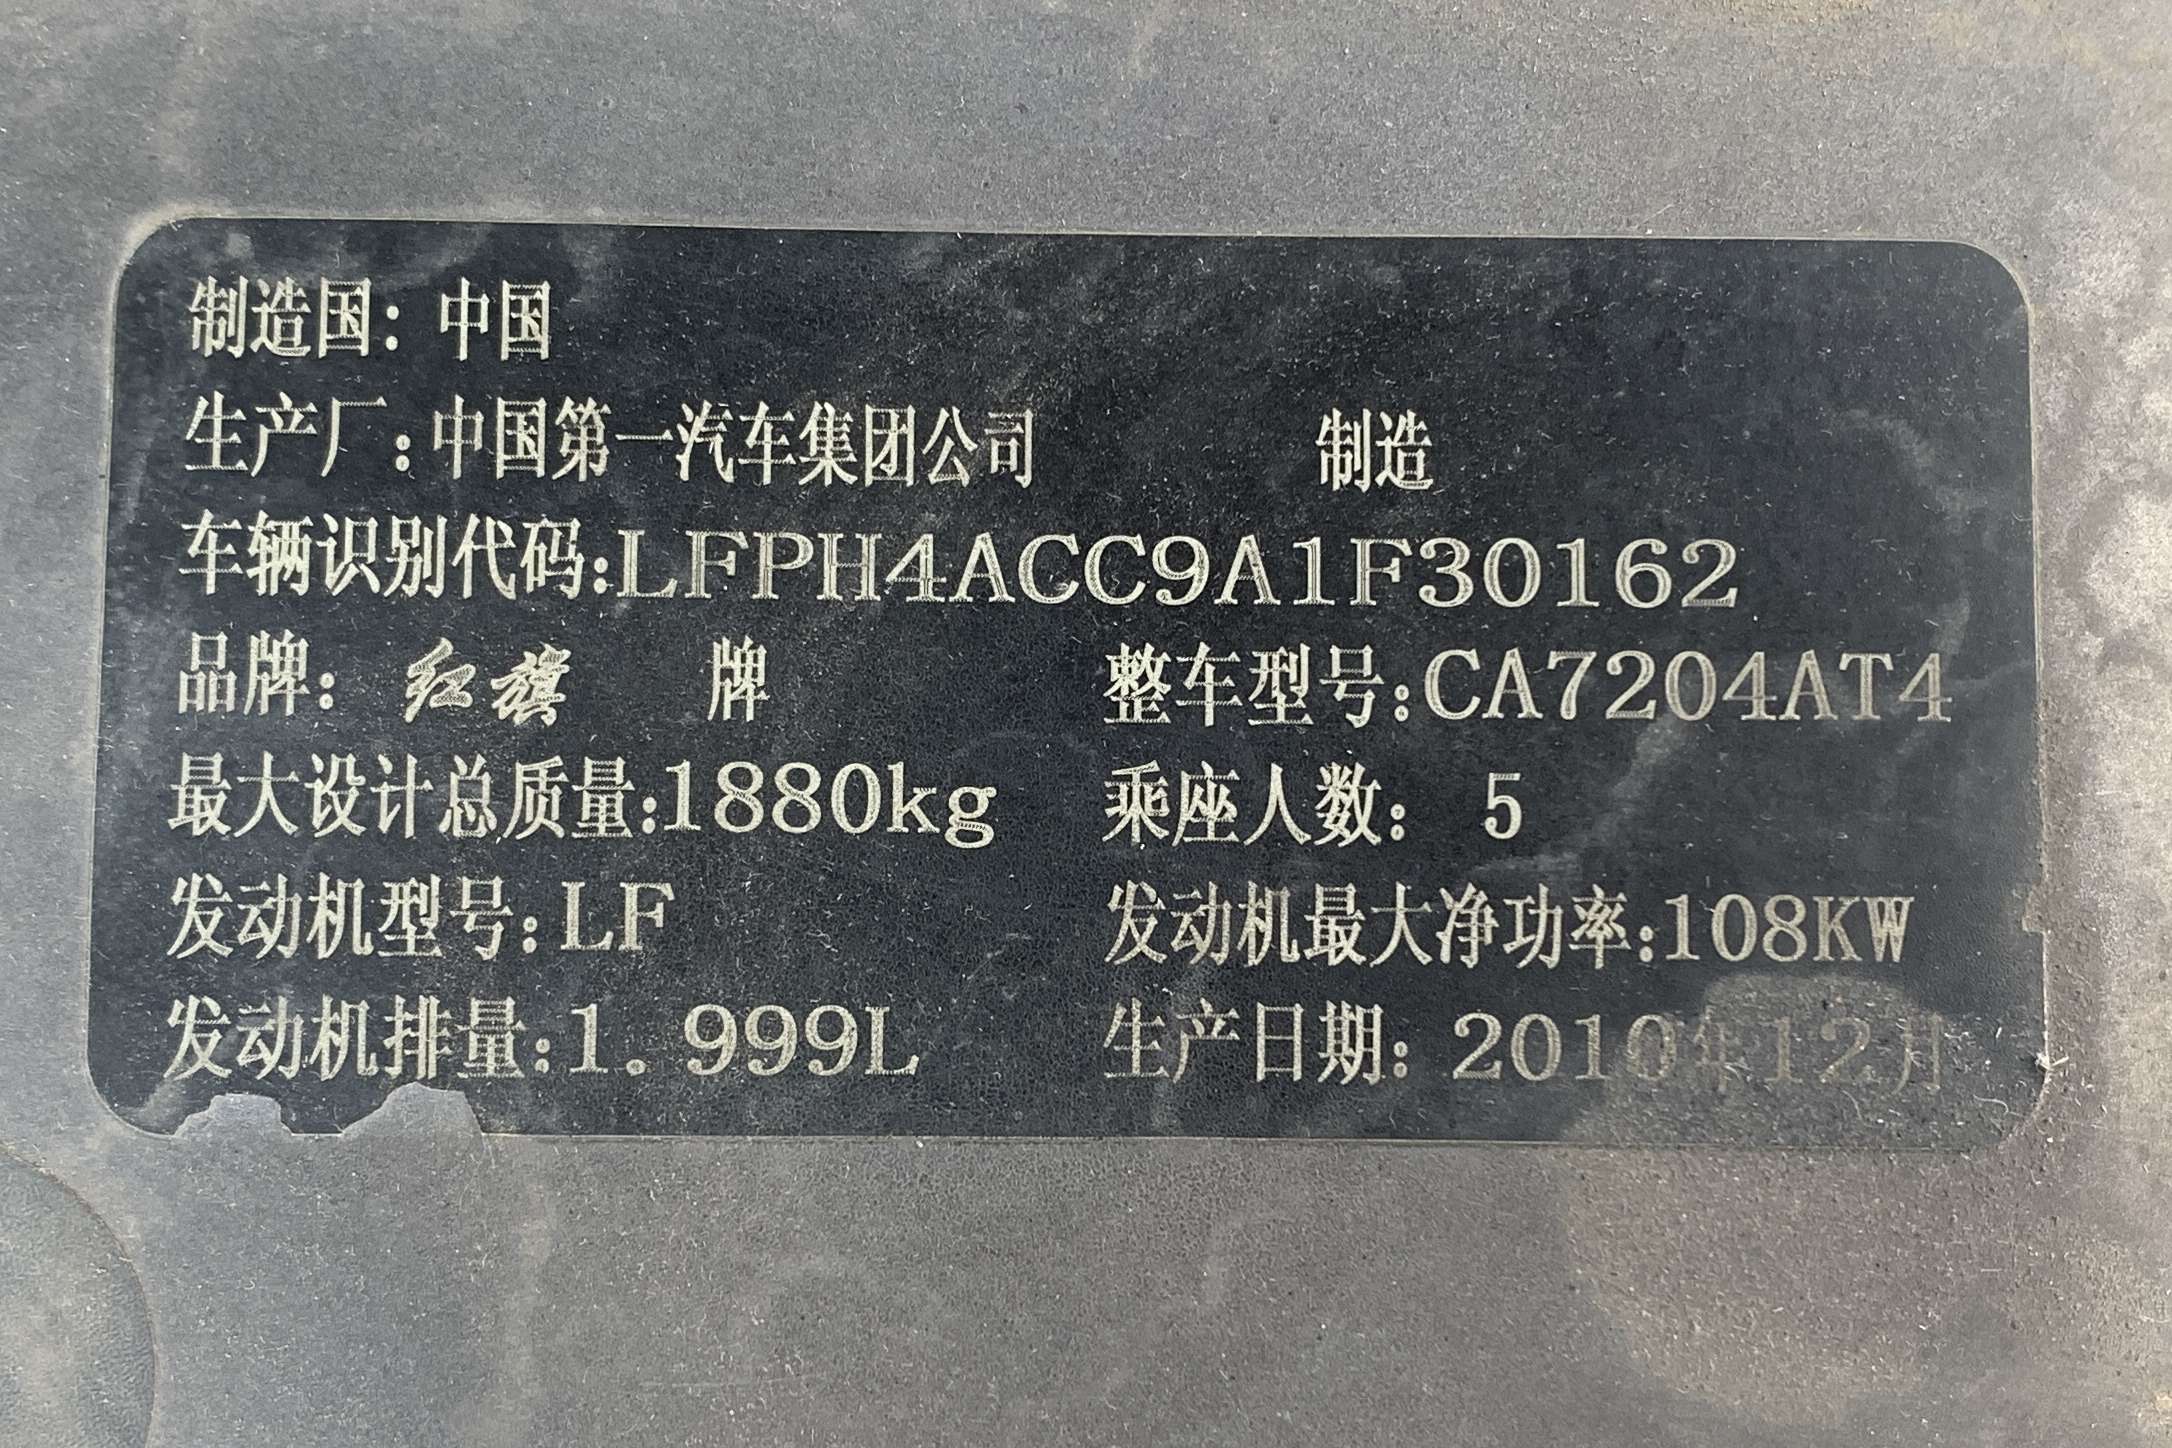 制造国：中国
生产厂：中国第一汽车集团公司 制造
车辆识别代码:LFPH4ACC9A1F30162
品牌： 红旗 牌 整车型号:CA7204AT4
最大设计总质量:1880kg 乘座人数： 5
发动机型号:LF 发动机最大净功率:108KW
发动机排量:1. 999L 生产日期： 2010年12月